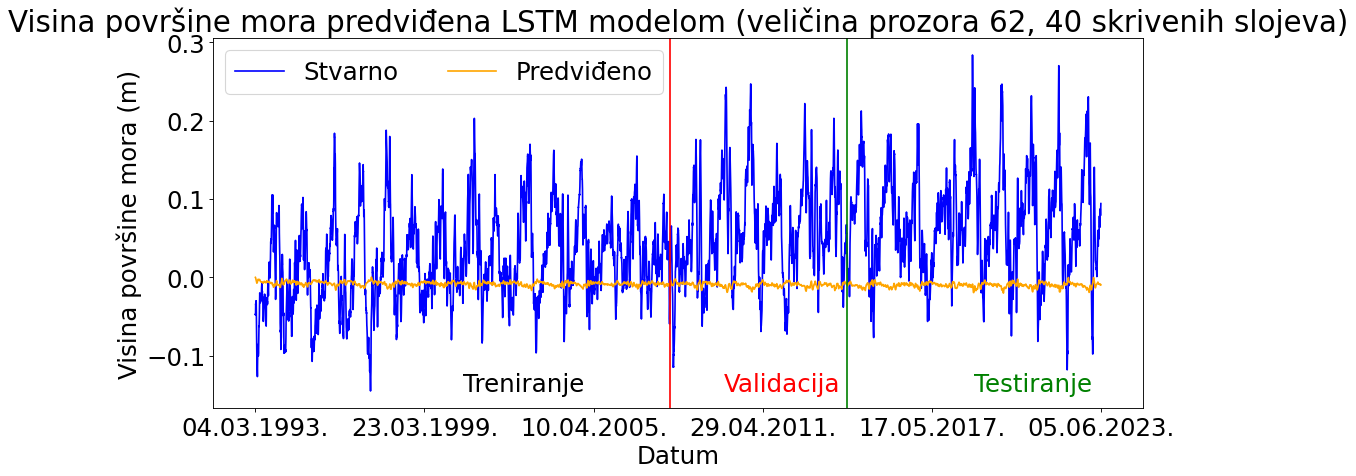 Visina površine mora predviđena LSTM modelom (veličina prozora 62, 40 skrivenih slojeva)
Stvarno Predviđeno
Visina površine mora (m)
0.3
0.2
0.1
0.0
−0.1
Treniranje Validacija Testiranje
04.03.1993. 23.03.1999. 10.04.2005. 29.04.2011. 17.05.2017. 05.06.2023.
Datum